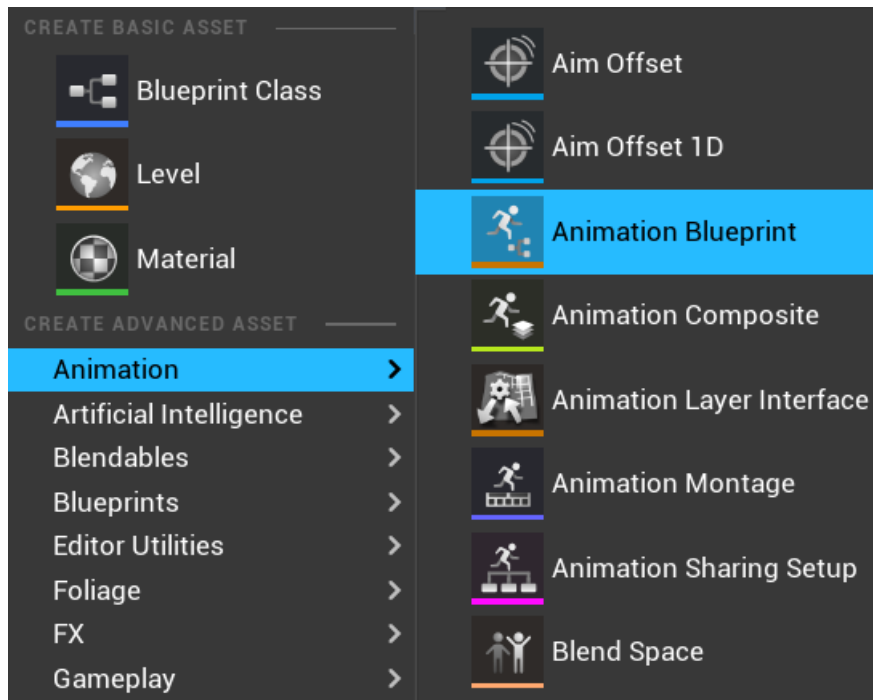 CREATE BASIC ASSET
Blueprint Class
Level
Material
CREATE ADVANCED ASSET
Animation
Artificial Intelligence
Blendables
Blueprints
Editor Utilities
Foliage
FX
Gameplay
Aim Offset
Aim Offset 1D
Animation Blueprint
Animation Composite
Animation Layer Interface
Animation Montage
Animation Sharing Setup
Blend Space